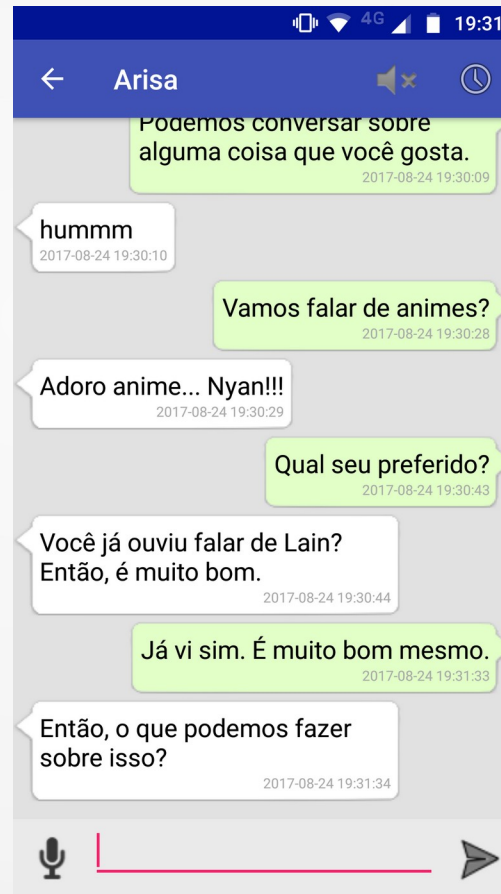 4G 19:31
Arisa
Podemos conversar sobre
alguma coisa que você gosta.
2017-08-24 19:30:09
hummm
2017-08-24 19:30:10
Vamos falar de animes?
2017-08-24 19:30:28
Adoro anime... Nyan!!!
2017-08-24 19:30:29
Qual seu preferido?
2017-08-24 19:30:43
Você já ouviu falar de Lain?
Então, é muito bom.
2017-08-24 19:30:44
Já vi sim. É muito bom mesmo.
2017-08-24 19:31:33
Então, o que podemos fazer
sobre isso?
2017-08-24 19:31:34